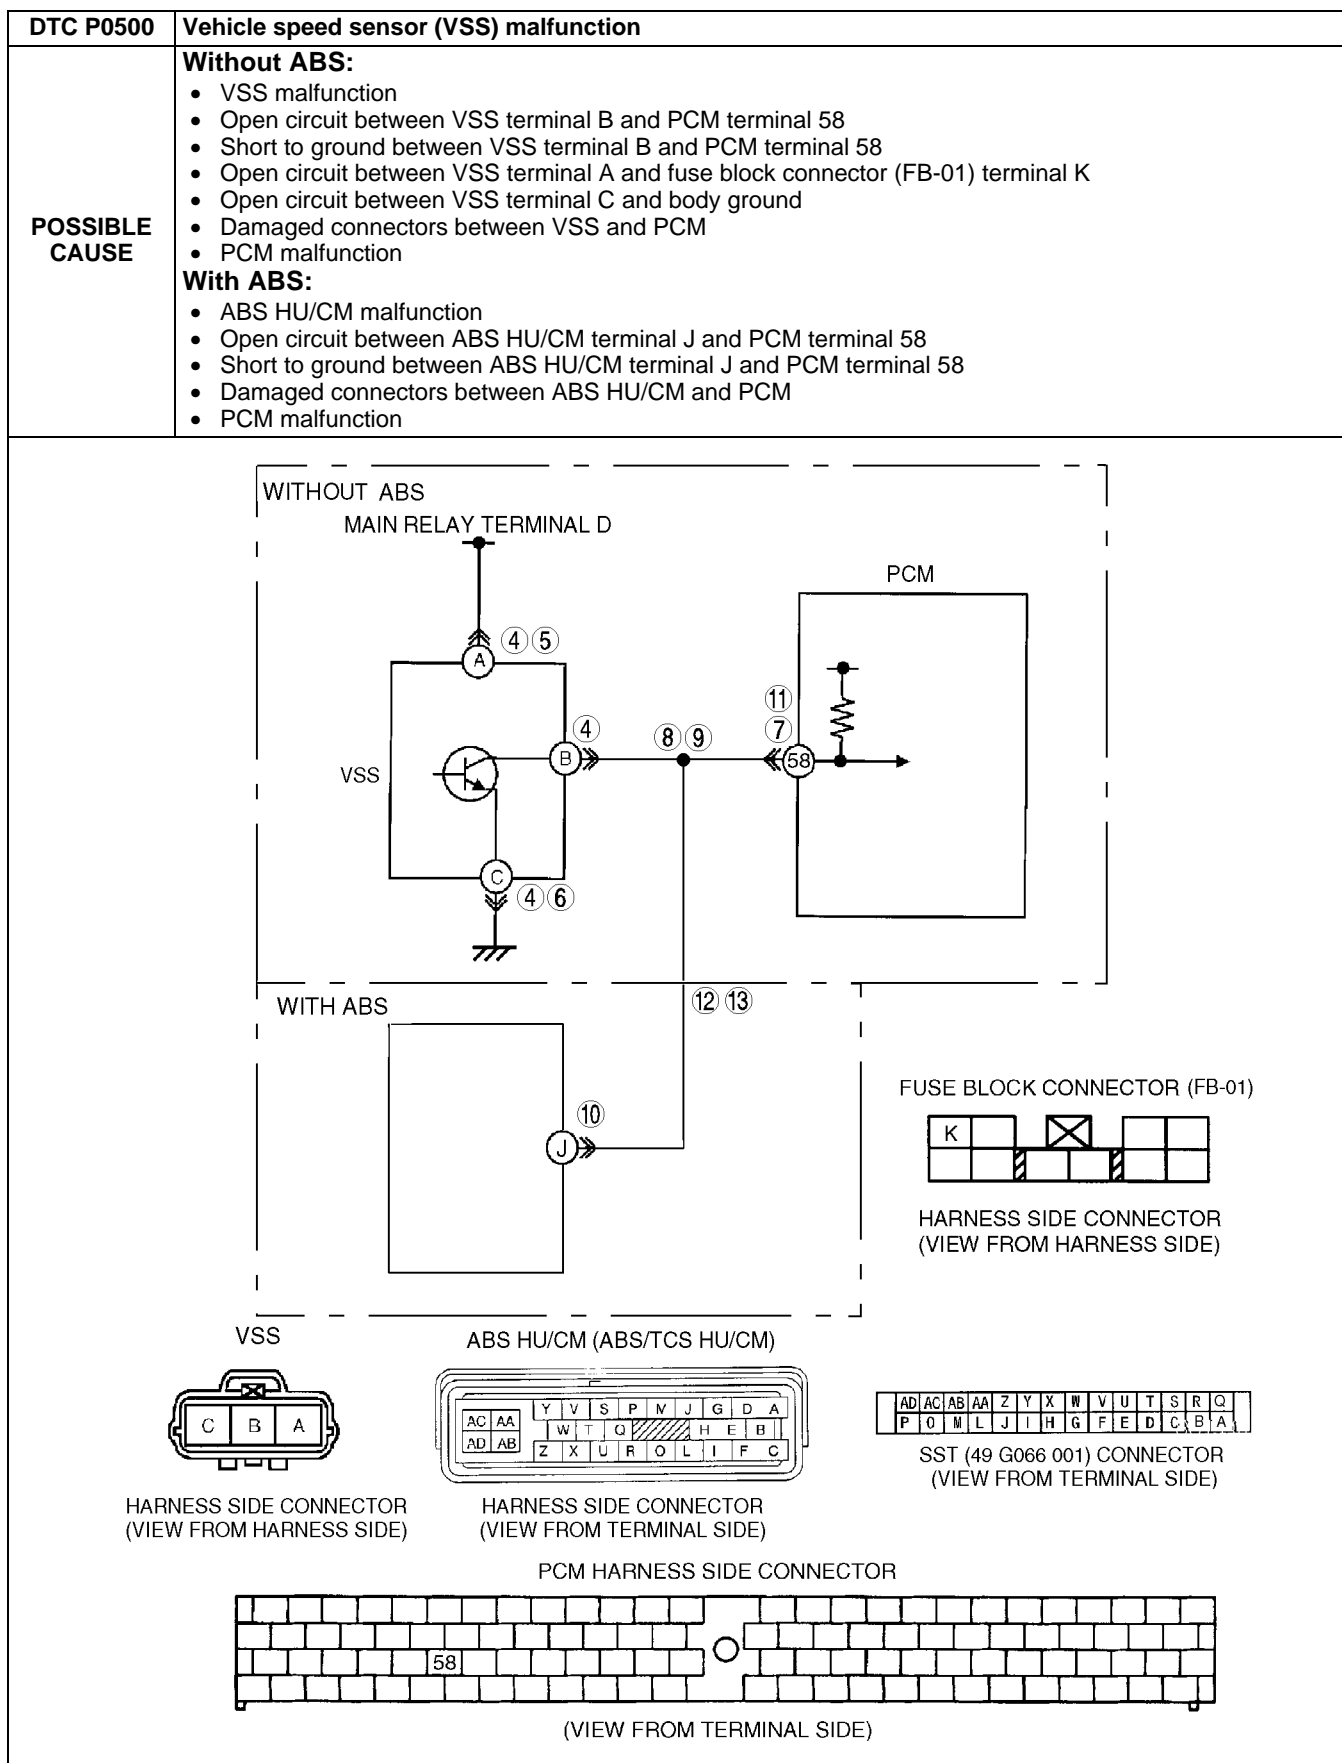 DTC P0500 Vehicle speed sensor (VSS) malfunction
POSSIBLE CAUSE
Without ABS:
• VSS malfunction
• Open circuit between VSS terminal B and PCM terminal 58
• Short to ground between VSS terminal B and PCM terminal 58
• Open circuit between VSS terminal A and fuse block connector (FB-01) terminal K
• Open circuit between VSS terminal C and body ground
• Damaged connectors between VSS and PCM
• PCM malfunction
With ABS:
• ABS HU/CM malfunction
• Open circuit between ABS HU/CM terminal J and PCM terminal 58
• Short to ground between ABS HU/CM terminal J and PCM terminal 58
• Damaged connectors between ABS HU/CM and PCM
• PCM malfunction
WITHOUT ABS
MAIN RELAY TERMINAL D
PCM
④ ⑤
A
⑪
④
⑧ ⑨
⑦
B
58
VSS
C
④ ⑥
WITH ABS
⑫ ⑬
⑩
J
FUSE BLOCK CONNECTOR (FB-01)
K
HARNESS SIDE CONNECTOR
(VIEW FROM HARNESS SIDE)
VSS
C B A
HARNESS SIDE CONNECTOR
(VIEW FROM HARNESS SIDE)
ABS HU/CM (ABS/TCS HU/CM)
AC AA
AD AB
Y V S P M J G D A
W T Q H E B
Z X U R O L I F C
HARNESS SIDE CONNECTOR
(VIEW FROM TERMINAL SIDE)
AD AC AB AA Z Y X W V U T S R Q
P O M L J I H G F E D C B A
SST (49 G066 001) CONNECTOR
(VIEW FROM TERMINAL SIDE)
PCM HARNESS SIDE CONNECTOR
58
(VIEW FROM TERMINAL SIDE)